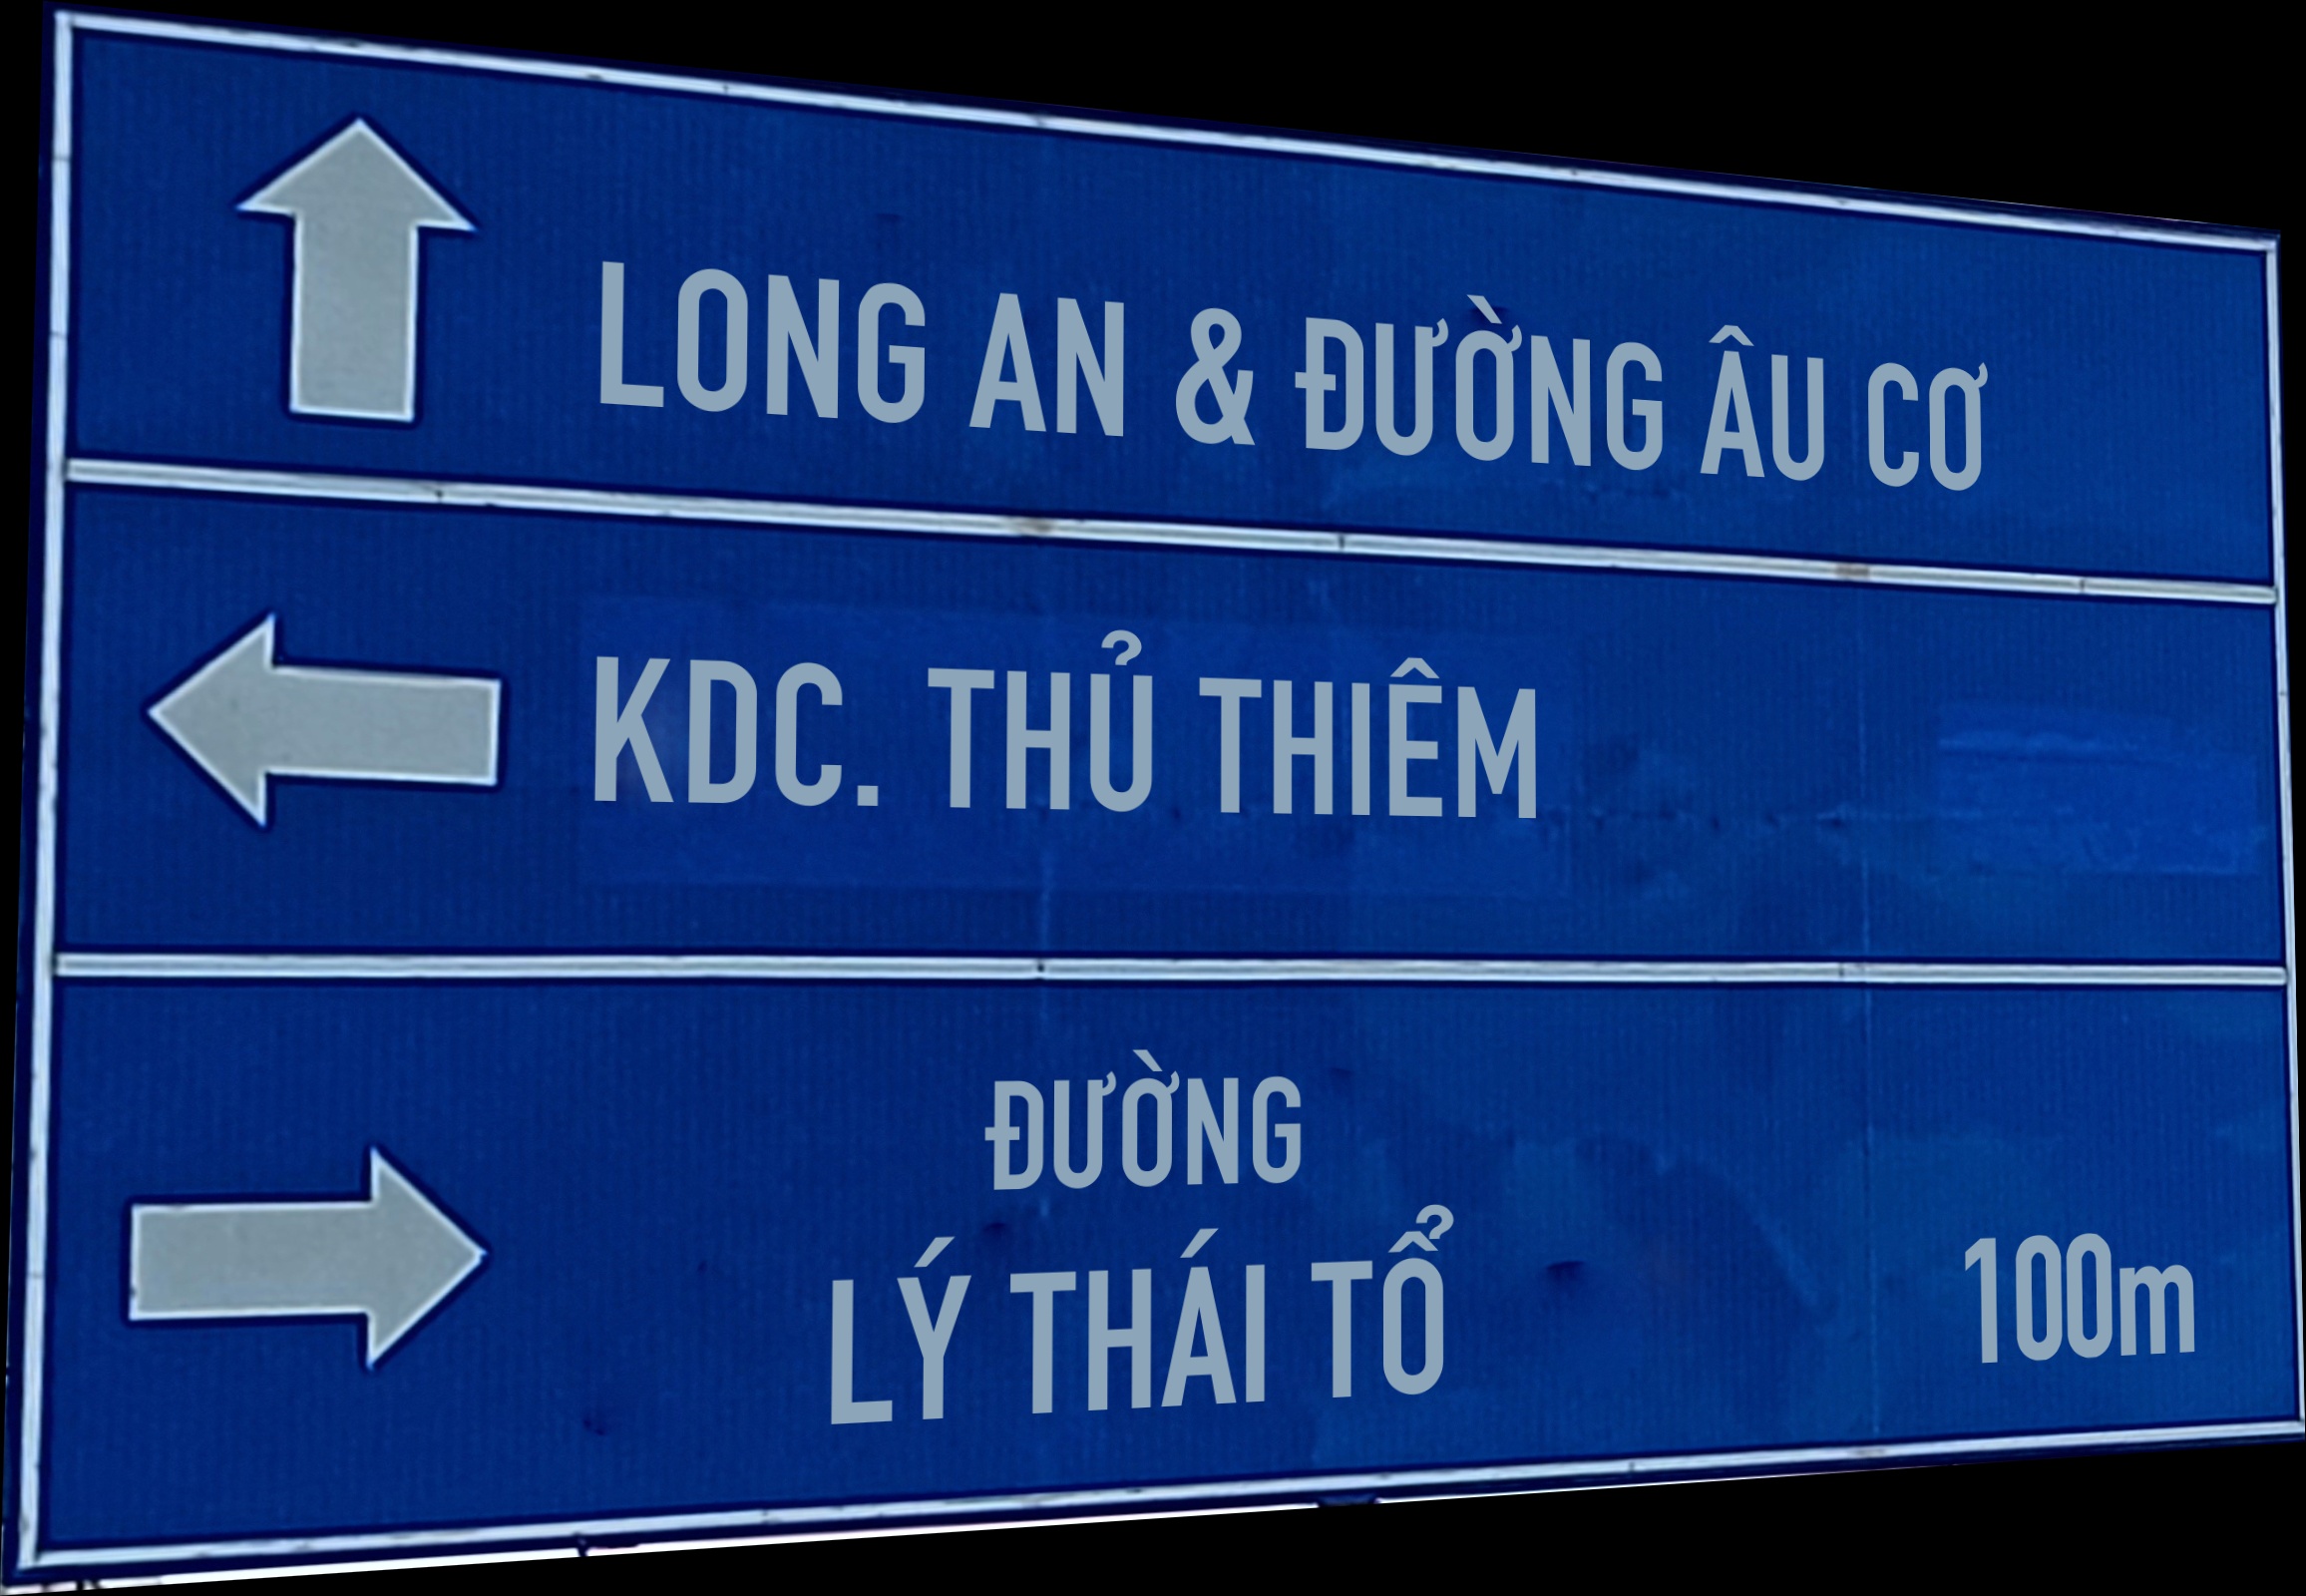 LONG AN & ĐƯỜNG ÂU CƠ
KDC. THỦ THIÊM
ĐƯỜNG
LÝ THÁI TỔ
100m